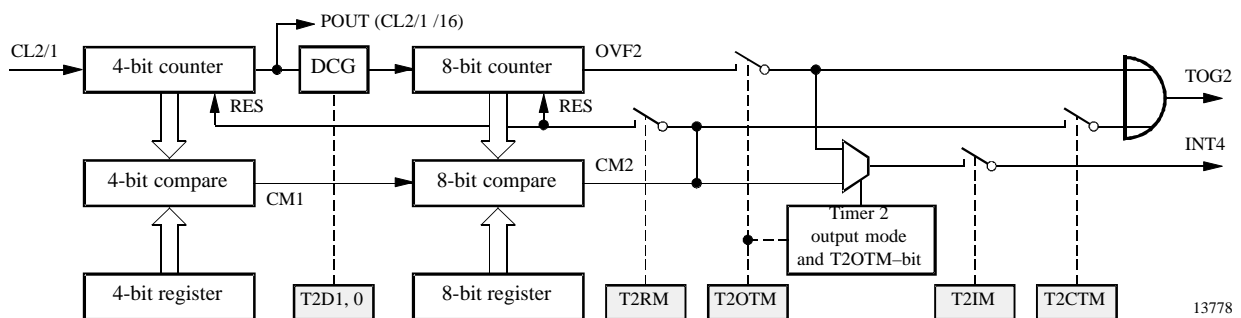 POUT (CL2/1 /16)
CL2/1
4-bit counter
DCG
8-bit counter
OVF2
TOG2
RES
RES
INT4
4-bit compare
CM1
8-bit compare
CM2
Timer 2
output mode
and T2OTM–bit
4-bit register
T2D1, 0
8-bit register
T2RM
T2OTM
T2IM
T2CTM
13778